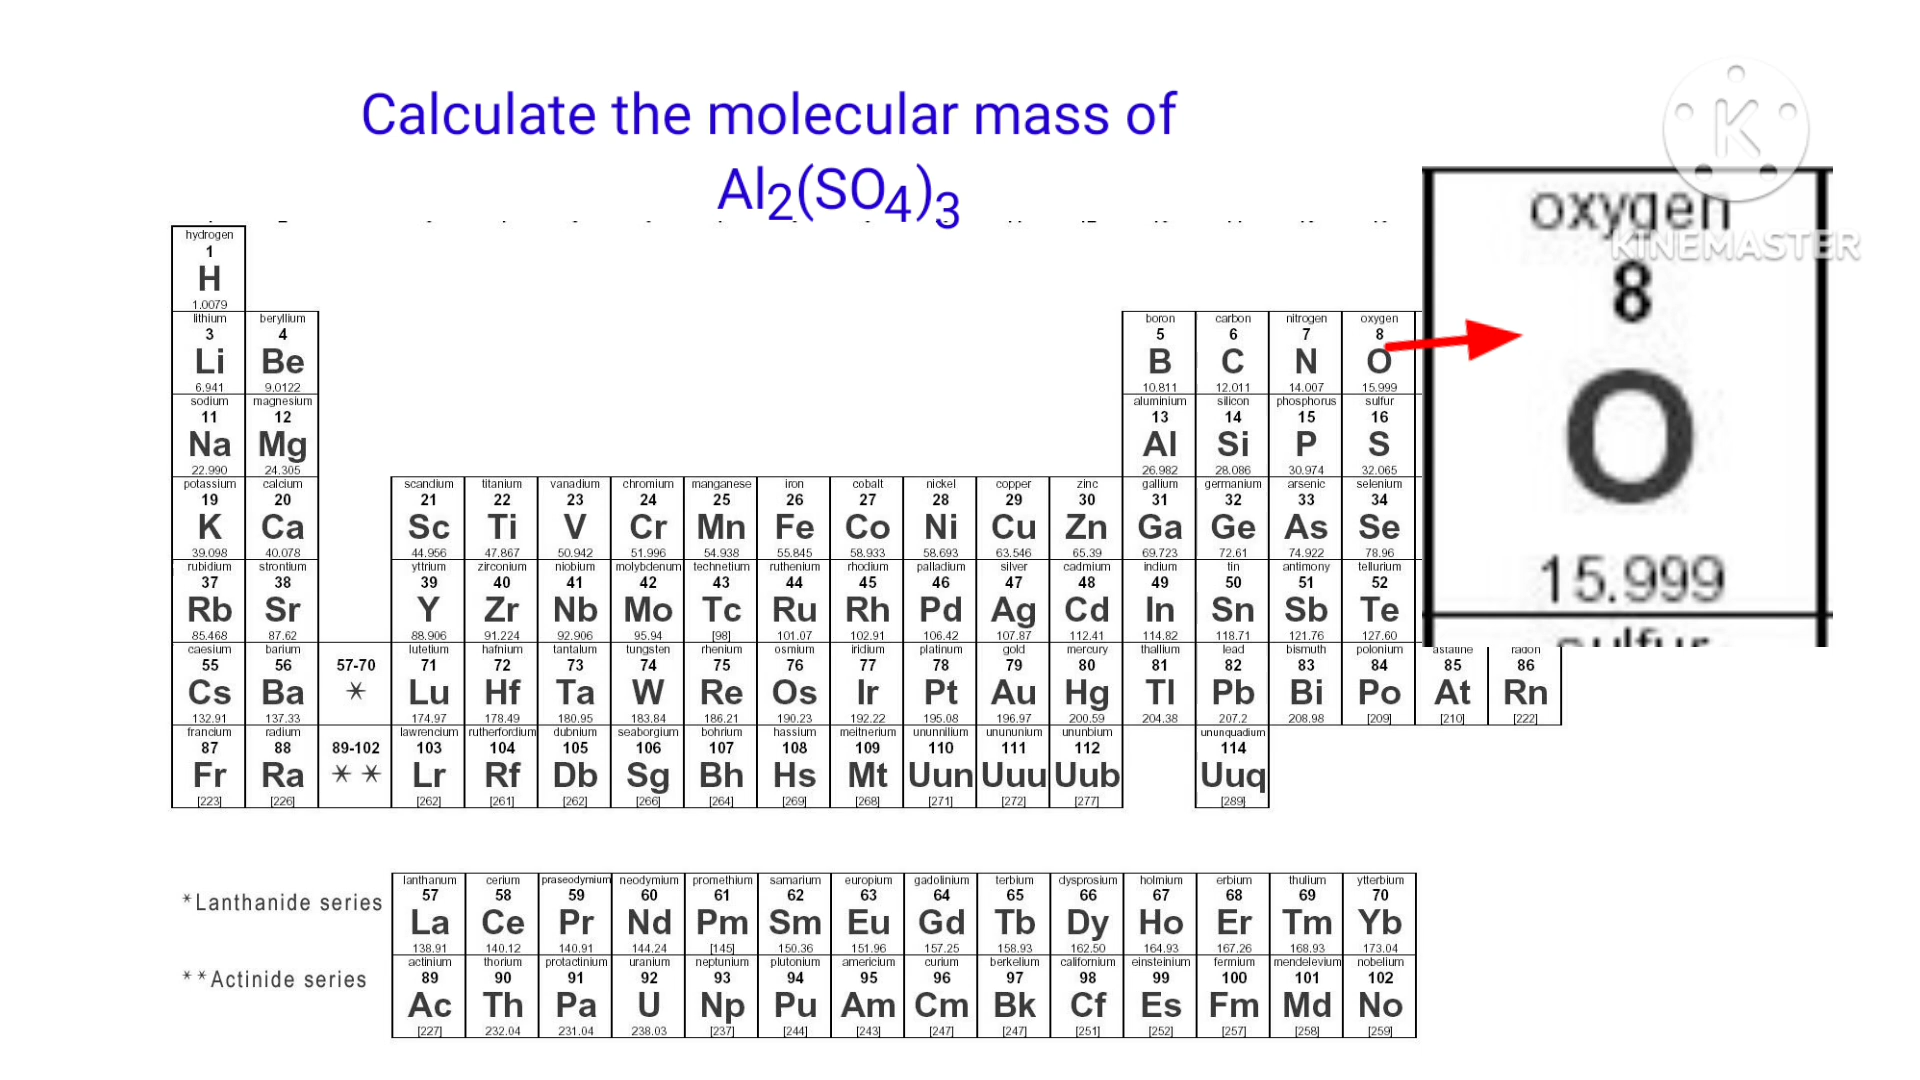 Calculate the molecular mass of
Al2(SO4)3
K
KINEMASTER
oxygen
8
O
15.999
hydrogen
1
H
1.0079
lithium beryllium boron carbon nitrogen oxygen
3 4 5 6 7 8
Li Be B C N O
6.941 9.0122 10.811 12.011 14.007 15.999
sodium magnesium aluminium silicon phosphorus sulfur
11 12 13 14 15 16
Na Mg Al Si P S
22.990 24.305 26.982 28.086 30.974 32.065
potassium calcium scandium titanium vanadium chromium manganese iron cobalt nickel copper zinc gallium germanium arsenic selenium
19 20 21 22 23 24 25 26 27 28 29 30 31 32 33 34
K Ca Sc Ti V Cr Mn Fe Co Ni Cu Zn Ga Ge As Se
39.098 40.078 44.956 47.867 50.942 51.996 54.938 55.845 58.933 58.693 63.546 65.39 69.723 72.61 74.922 78.96
rubidium strontium yttrium zirconium niobium molybdenum technetium ruthenium rhodium palladium silver cadmium indium tin antimony tellurium
37 38 39 40 41 42 43 44 45 46 47 48 49 50 51 52
Rb Sr Y Zr Nb Mo Tc Ru Rh Pd Ag Cd In Sn Sb Te
85.468 87.62 88.906 91.224 92.906 95.94 [98] 101.07 102.91 106.42 107.87 112.41 114.82 118.71 121.76 127.60
caesium barium lutetium hafnium tantalum tungsten rhenium osmium iridium platinum gold mercury thallium lead bismuth polonium astatine radon
55 56 57-70 71 72 73 74 75 76 77 78 79 80 81 82 83 84 85 86
Cs Ba * Lu Hf Ta W Re Os Ir Pt Au Hg Tl Pb Bi Po At Rn
132.91 137.33 174.97 178.49 180.95 183.84 186.21 190.23 192.22 195.08 196.97 200.59 204.38 207.2 208.98 [209] [210] [222]
francium radium lawrencium rutherfordium dubnium seaborgium bohrium hassium meitnerium ununnilium unununium ununbium ununquadium
87 88 89-102 103 104 105 106 107 108 109 110 111 112 114
Fr Ra * * Lr Rf Db Sg Bh Hs Mt Uun Uuu Uub Uuq
[223] [226] [262] [261] [262] [266] [264] [269] [268] [271] [272] [277] [289]
*Lanthanide series
lanthanum cerium praseodymium neodymium promethium samarium europium gadolinium terbium dysprosium holmium erbium thulium ytterbium
57 58 59 60 61 62 63 64 65 66 67 68 69 70
La Ce Pr Nd Pm Sm Eu Gd Tb Dy Ho Er Tm Yb
138.91 140.12 140.91 144.24 [145] 150.36 151.96 157.25 158.93 162.50 164.93 167.26 168.93 173.04
**Actinide series
actinium thorium protactinium uranium neptunium plutonium americium curium berkelium californium einsteinium fermium mendelevium nobelium
89 90 91 92 93 94 95 96 97 98 99 100 101 102
Ac Th Pa U Np Pu Am Cm Bk Cf Es Fm Md No
[227] 232.04 231.04 238.03 [237] [244] [243] [247] [247] [251] [252] [257] [258] [259]